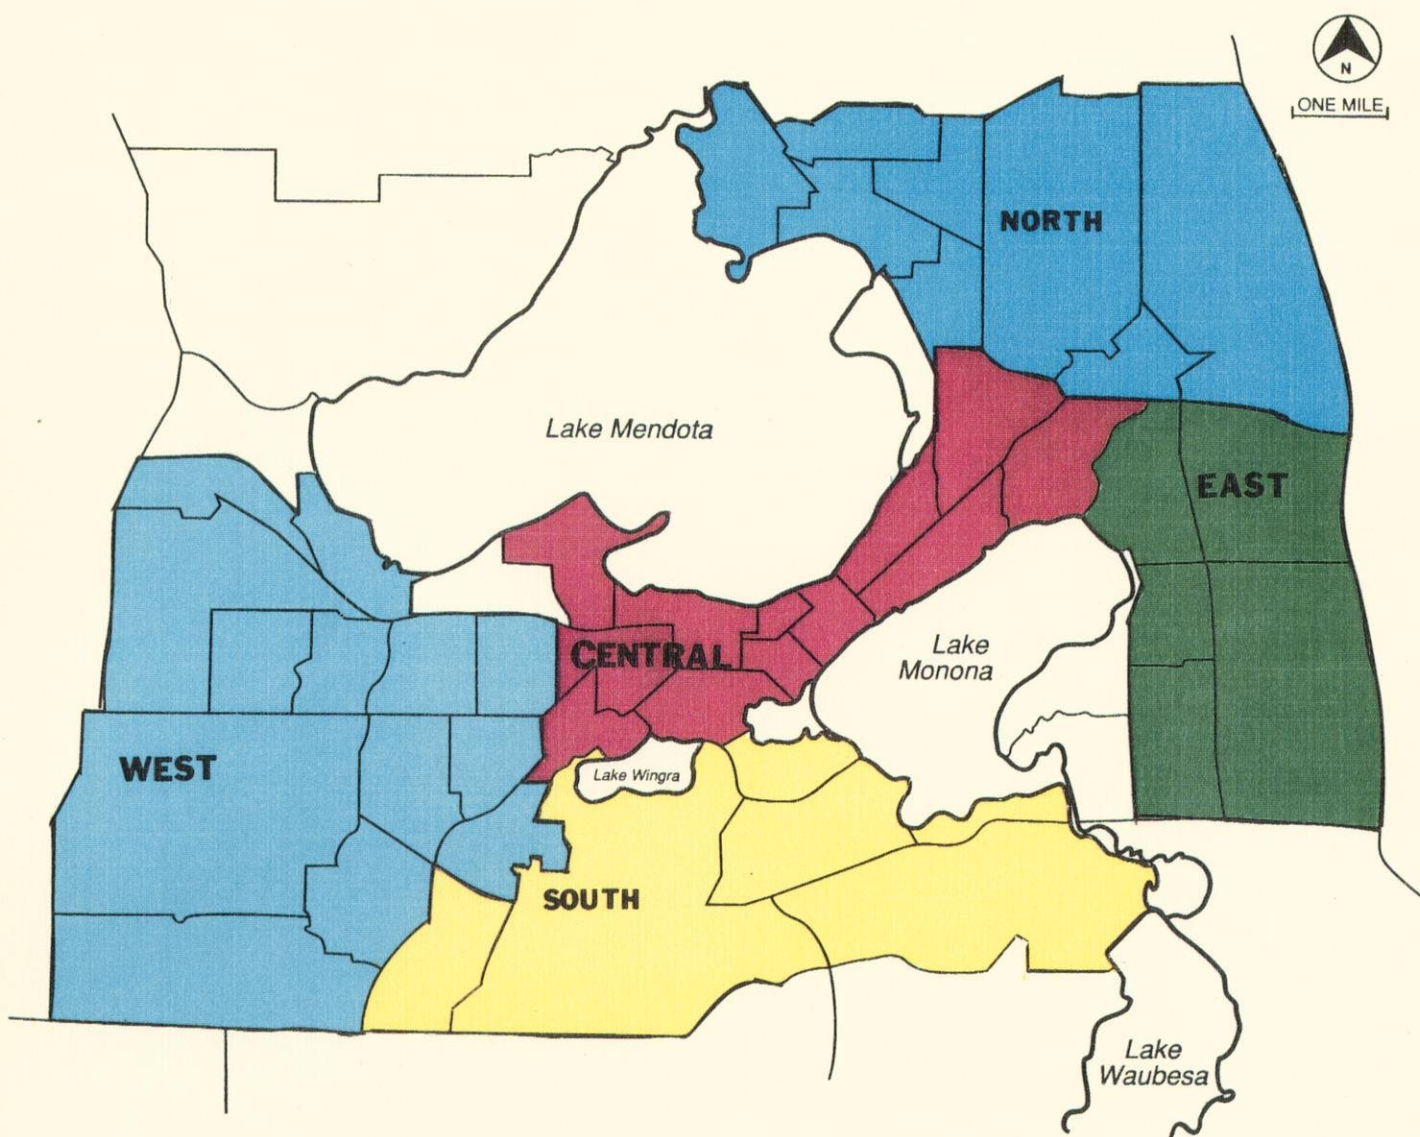 N
ONE MILE
NORTH
Lake Mendota
EAST
Lake
Monona
CENTRAL
WEST
Lake Wingra
SOUTH
Lake
Waubesa